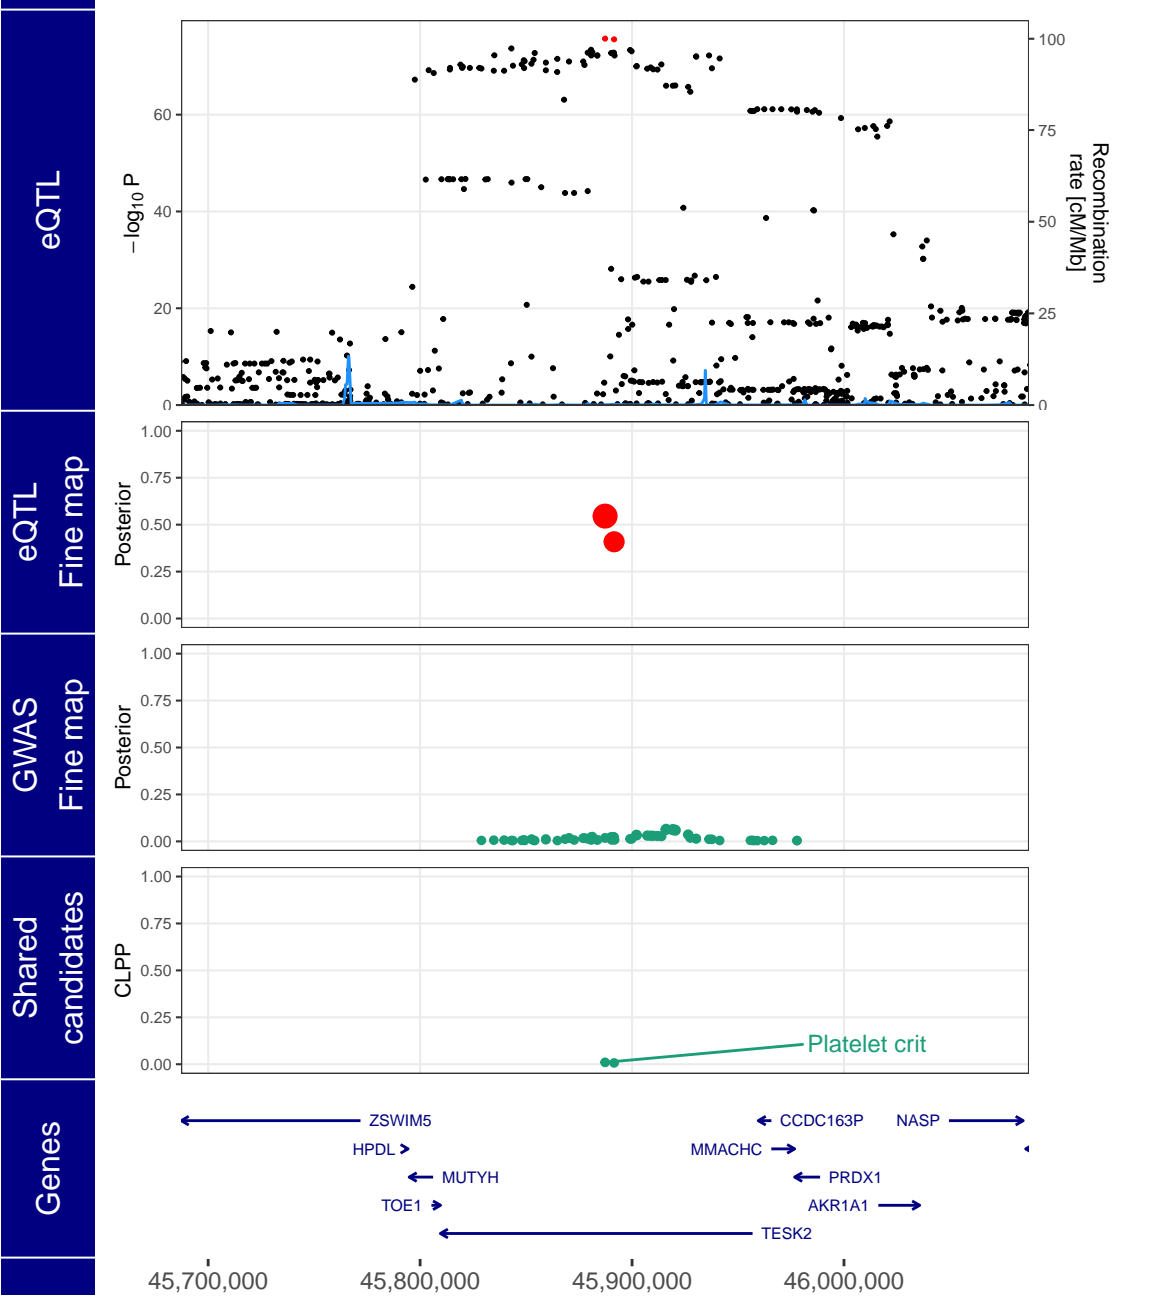 eQTL
−log10 P
60
40
20
0
100
75
50
25
0
Recombination
rate [cM/Mb]
eQTL
Fine map
Posterior
1.00
0.75
0.50
0.25
0.00
GWAS
Fine map
Posterior
1.00
0.75
0.50
0.25
0.00
Shared
candidates
CLPP
1.00
0.75
0.50
0.25
0.00
Platelet crit
Genes
ZSWIM5
CCDC163P
NASP
HPDL
MMACHC
MUTYH
PRDX1
TOE1
AKR1A1
TESK2
45,700,000
45,800,000
45,900,000
46,000,000